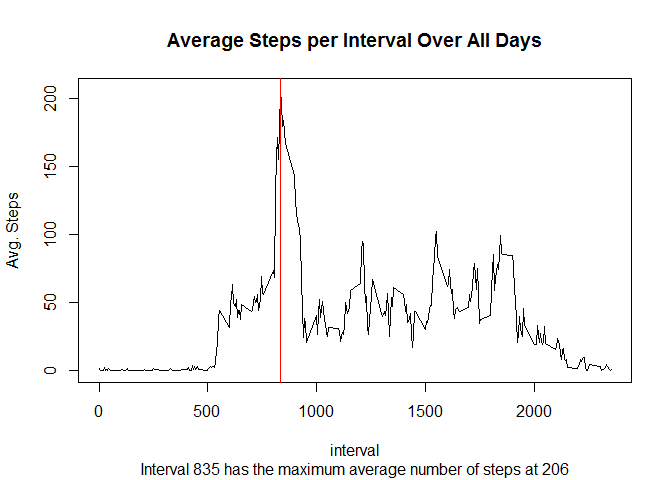 Average Steps per Interval Over All Days
Avg. Steps
200
150
100
50
0
0 500 1000 1500 2000
interval
Interval 835 has the maximum average number of steps at 206